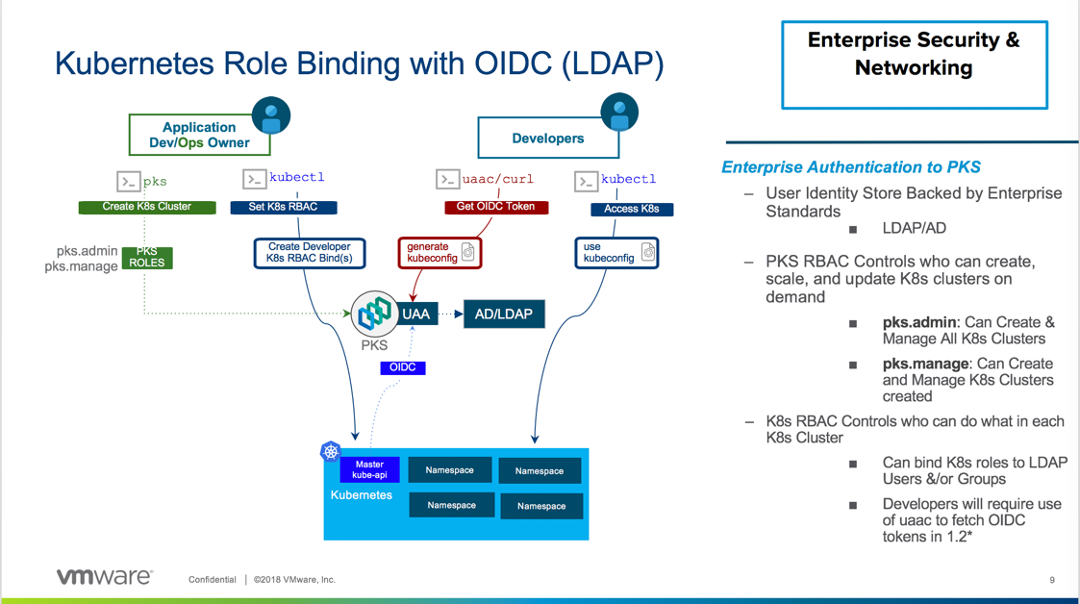 Kubernetes Role Binding with OIDC (LDAP)
Enterprise Security &
Networking
Application
Dev/Ops Owner
Developers
pks
kubectl
uaac/curl
kubectl
Create K8s Cluster
Set K8s RBAC
Get OIDC Token
Access K8s
pks.admin
pks.manage
PKS
ROLES
Create Developer
K8s RBAC Bind(s)
generate
kubeconfig
use
kubeconfig
UAA
AD/LDAP
PKS
OIDC
Master
kube-api
Kubernetes
Namespace
Namespace
Namespace
Namespace
Enterprise Authentication to PKS
– User Identity Store Backed by Enterprise
Standards
■ LDAP/AD
– PKS RBAC Controls who can create,
scale, and update K8s clusters on
demand
■ pks.admin: Can Create &
Manage All K8s Clusters
■ pks.manage: Can Create
and Manage K8s Clusters
created
– K8s RBAC Controls who can do what in each
K8s Cluster
■ Can bind K8s roles to LDAP
Users &/or Groups
■ Developers will require use
of uaac to fetch OIDC
tokens in 1.2*
vmware®
Confidential | ©2018 VMware, Inc.
9